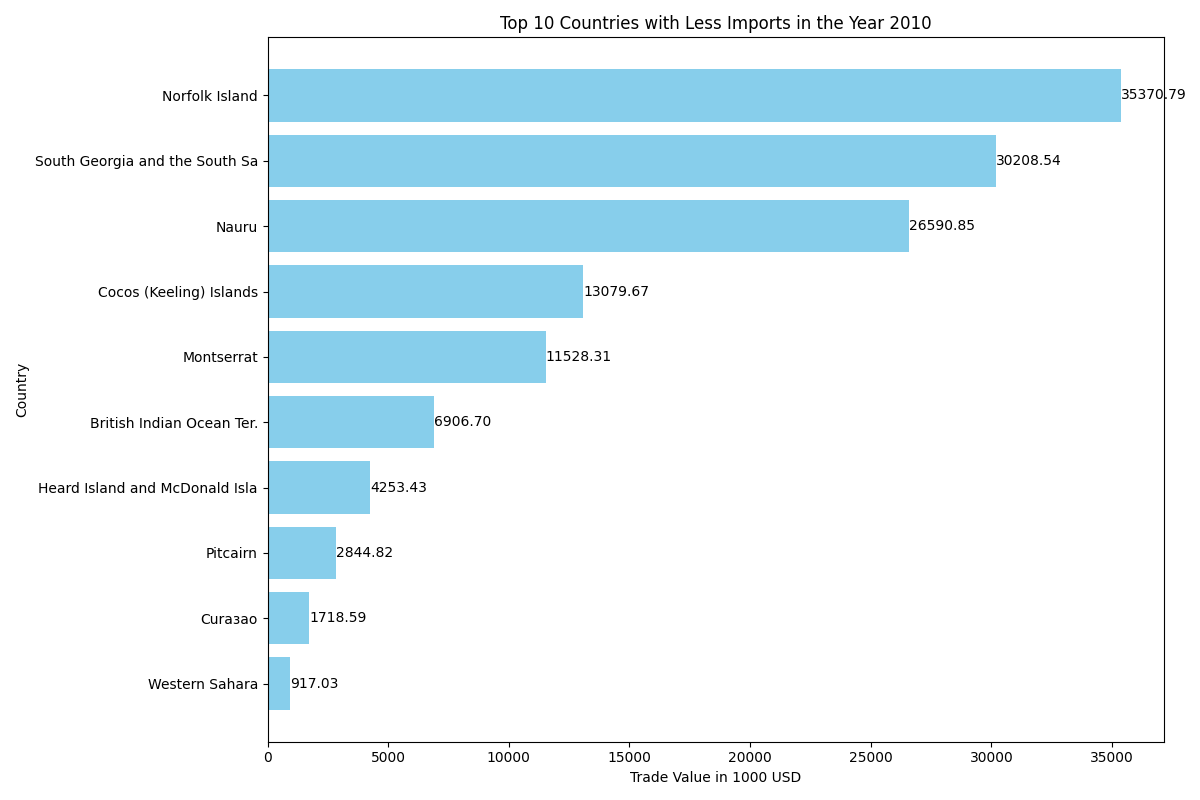 Top 10 Countries with Less Imports in the Year 2010
Norfolk Island 35370.79
South Georgia and the South Sa 30208.54
Nauru 26590.85
Cocos (Keeling) Islands 13079.67
Montserrat 11528.31
British Indian Ocean Ter. 6906.70
Heard Island and McDonald Isla 4253.43
Pitcairn 2844.82
Curaзao 1718.59
Western Sahara 917.03
Country
0 5000 10000 15000 20000 25000 30000 35000
Trade Value in 1000 USD